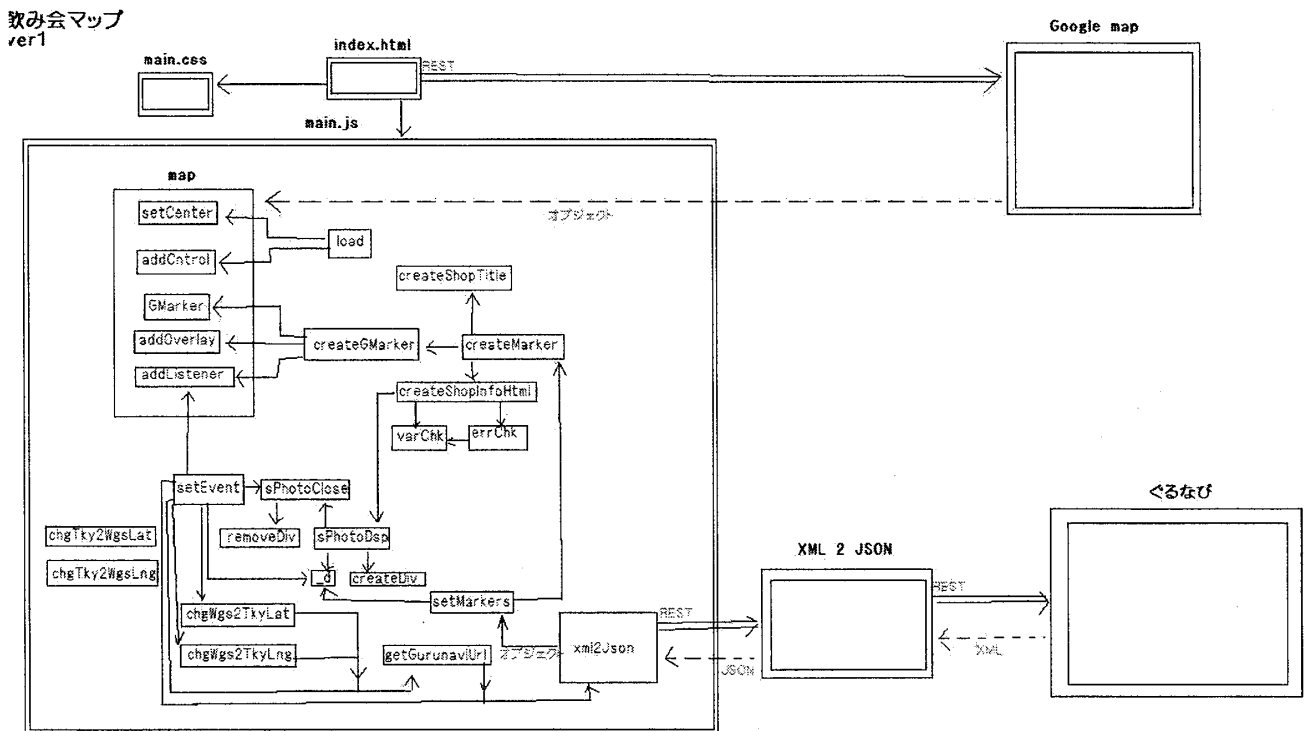 飲み会マップ
ver1
index.html
Google map
main.css
REST
main.js
map
setCenter
オブジェクト
load
addCntrol
createShopTitle
GMarker
addOverlay
createGMarker
createMarker
addListener
createShopInfoHtml
varChk
errChk
setEvent
sPhotoClose
ぐるなび
chgTky2WgsLat
removeDiv
sPhotoDsp
XML 2 JSON
chgTky2WgsLng
_d
createDiv
REST
setMarkers
chgWgs2TkyLat
REST
chgWgs2TkyLng
getGurunaviUrl
オブジェクト
xml2Json
JSON
XML